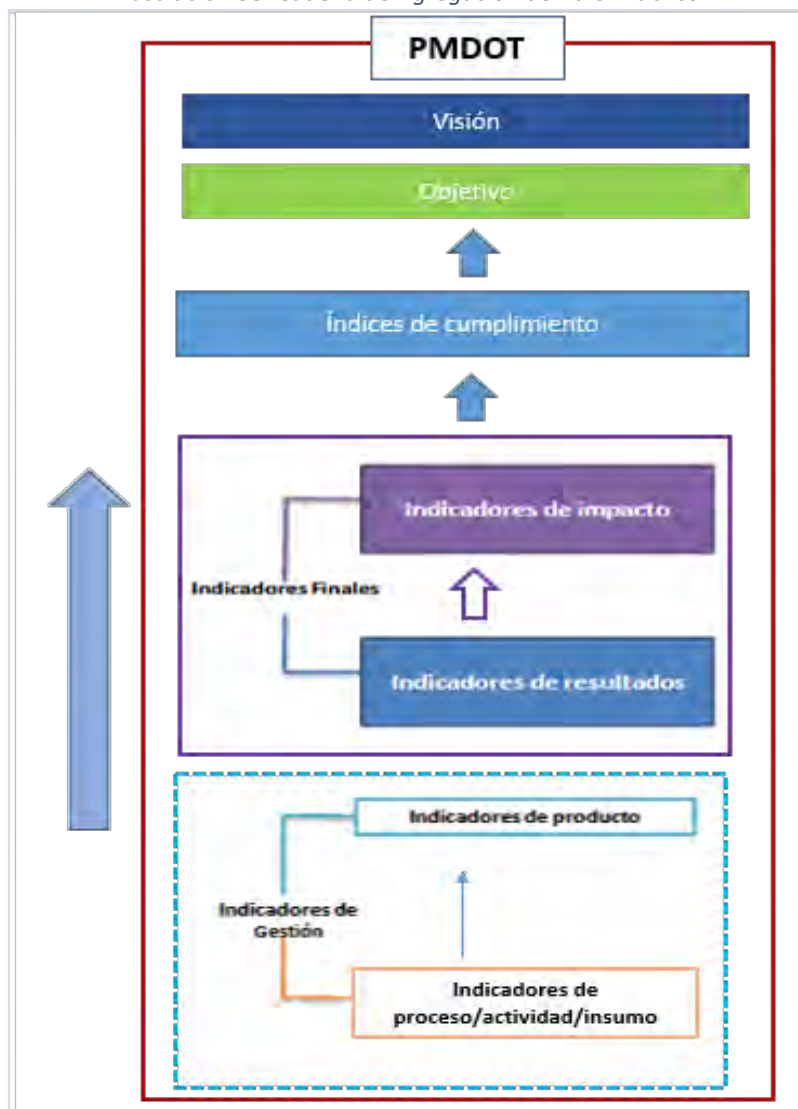 PMDOT
Visión
Objetivo
Índices de cumplimiento
Indicadores de impacto
Indicadores Finales
Indicadores de resultados
Indicadores de producto
Indicadores de
Gestión
Indicadores de
proceso/actividad/insumo